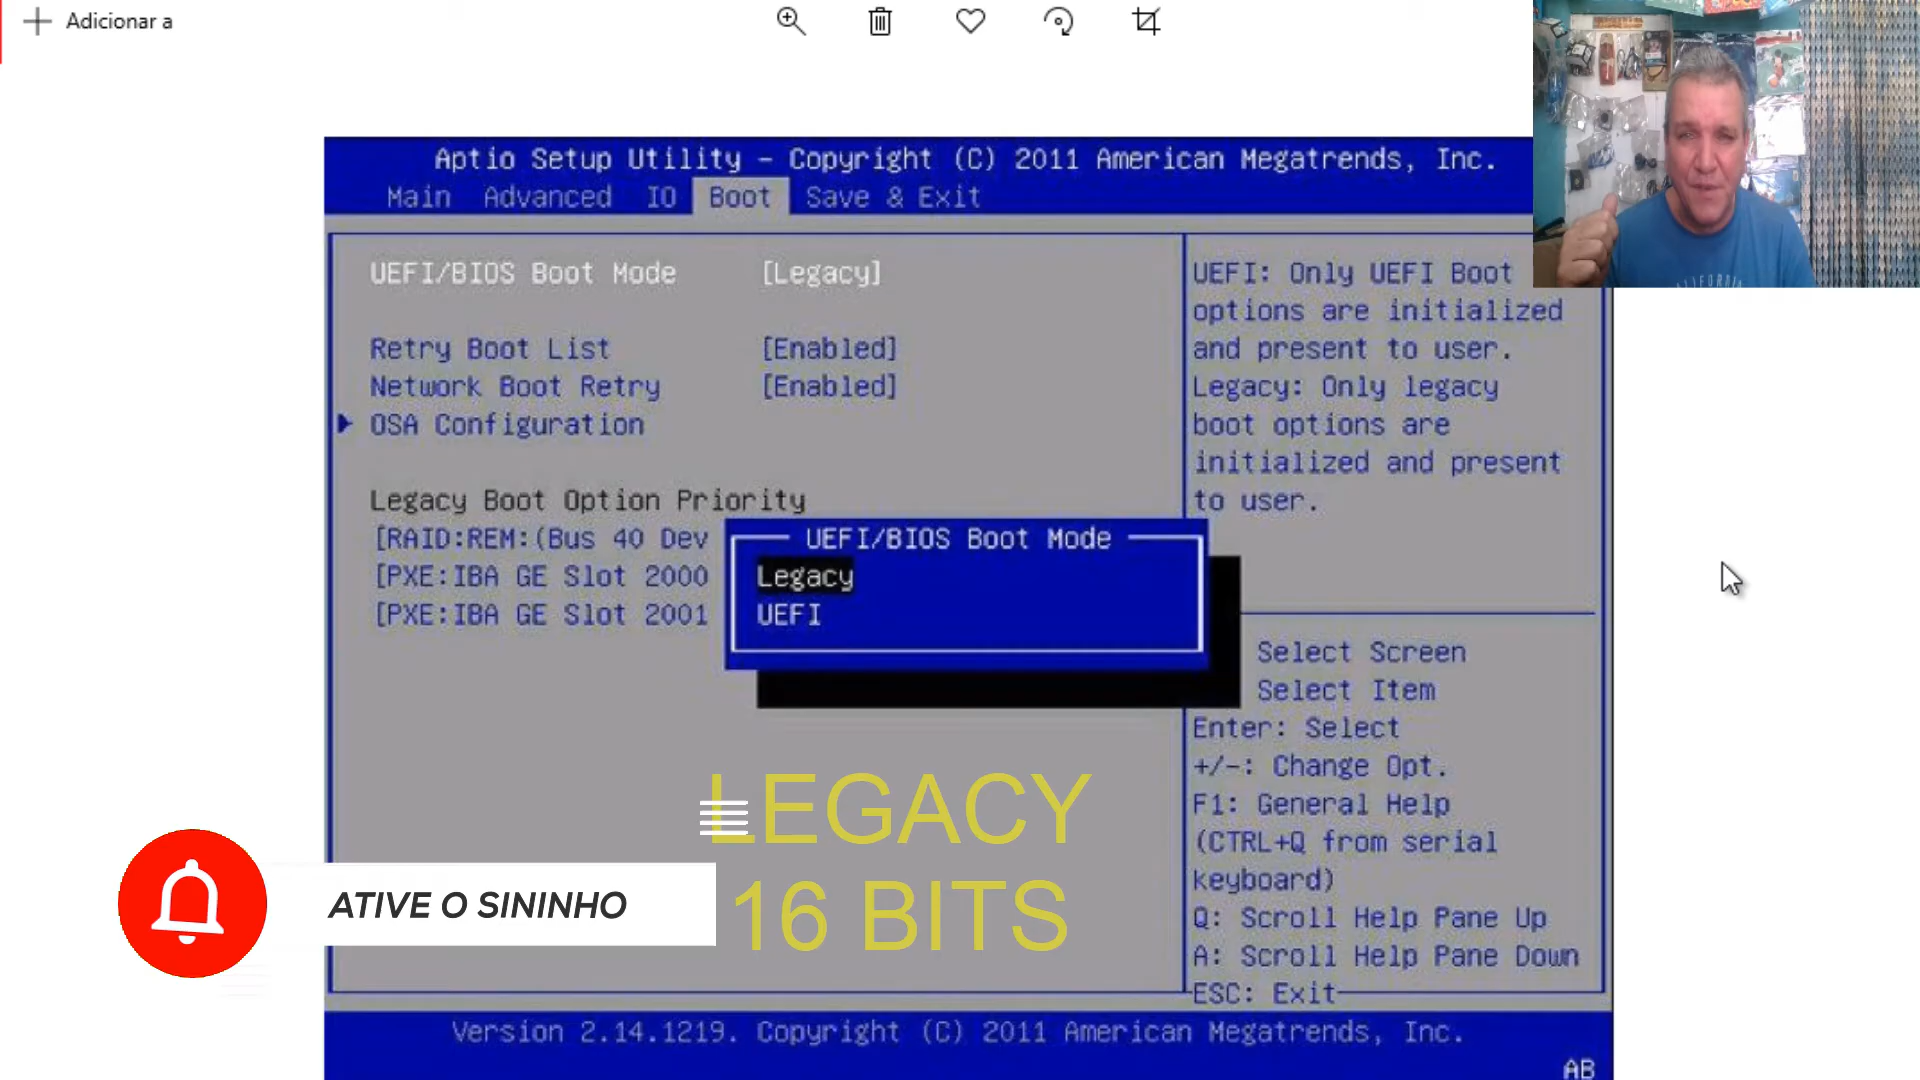 Adicionar a
Aptio Setup Utility - Copyright (C) 2011 American Megatrends, Inc.
Main Advanced IO Boot Save & Exit
UEFI/BIOS Boot Mode [Legacy]
Retry Boot List [Enabled]
Network Boot Retry [Enabled]
OSA Configuration
Legacy Boot Option Priority
[RAID:REM:(Bus 40 Dev
[PXE:IBA GE Slot 2000
[PXE:IBA GE Slot 2001
UEFI/BIOS Boot Mode
Legacy
UEFI
UEFI: Only UEFI Boot
options are initialized
and present to user.
Legacy: Only legacy
boot options are
initialized and present
to user.
Select Screen
Select Item
Enter: Select
+/-: Change Opt.
F1: General Help
(CTRL+Q from serial
keyboard)
Q: Scroll Help Pane Up
A: Scroll Help Pane Down
ESC: Exit
LEGACY
16 BITS
ATIVE O SININHO
Version 2.14.1219. Copyright (C) 2011 American Megatrends, Inc.
AB